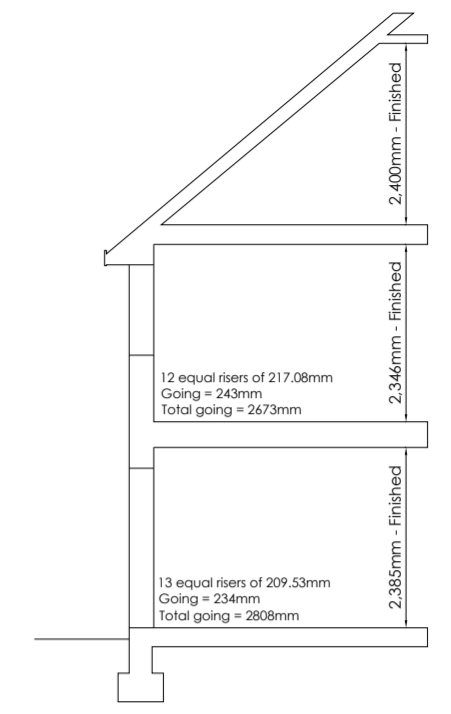 2,400mm - Finished
2,346mm - Finished
12 equal risers of 217.08mm
Going = 243mm
Total going = 2673mm
2,385mm - Finished
13 equal risers of 209.53mm
Going = 234mm
Total going = 2808mm